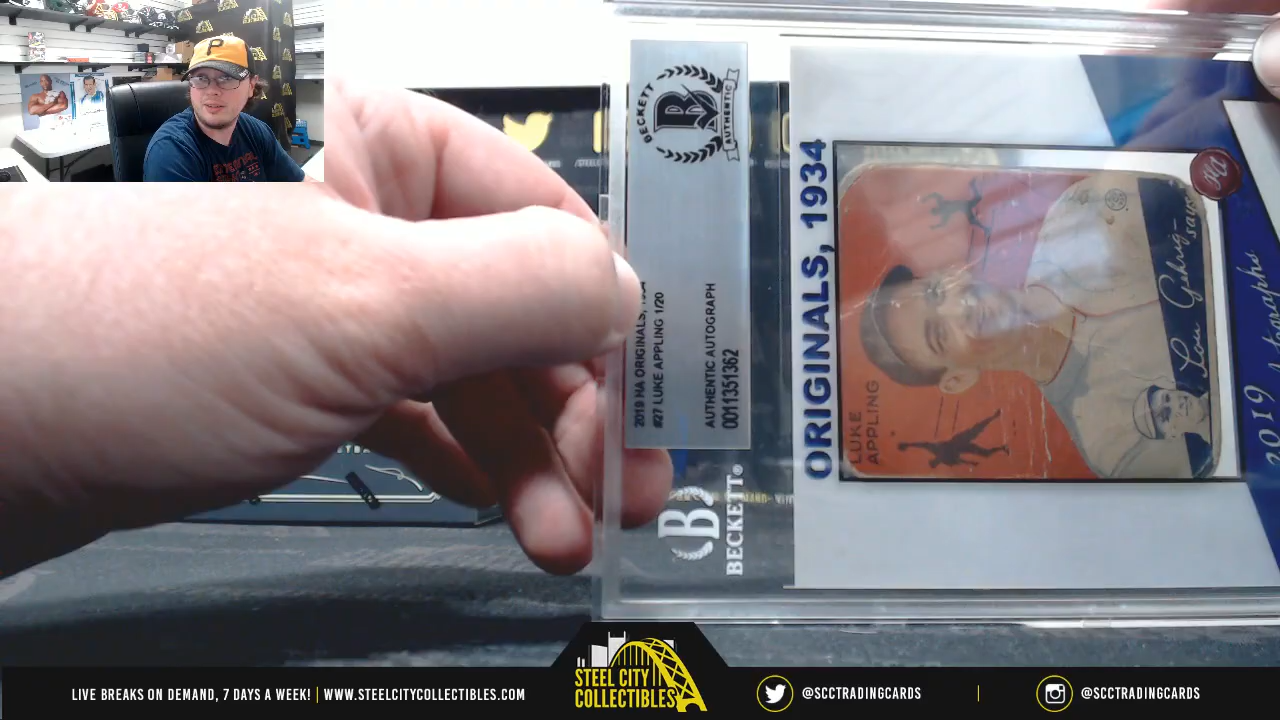 P
BECKETT
B
AUTHENTIC
2019 HA ORIGINALS, 1934
#27 LUKE APPLING 1/20
AUTHENTIC AUTOGRAPH
0011351362
B
BECKETT®
ORIGINALS, 1934
LUKE
APPLING
Lou Gehrig-
says
HA
2019
LIVE BREAKS ON DEMAND, 7 DAYS A WEEK! | WWW.STEELCITYCOLLECTIBLES.COM
STEEL CITY
COLLECTIBLES
@SCCTRADINGCARDS
@SCCTRADINGCARDS